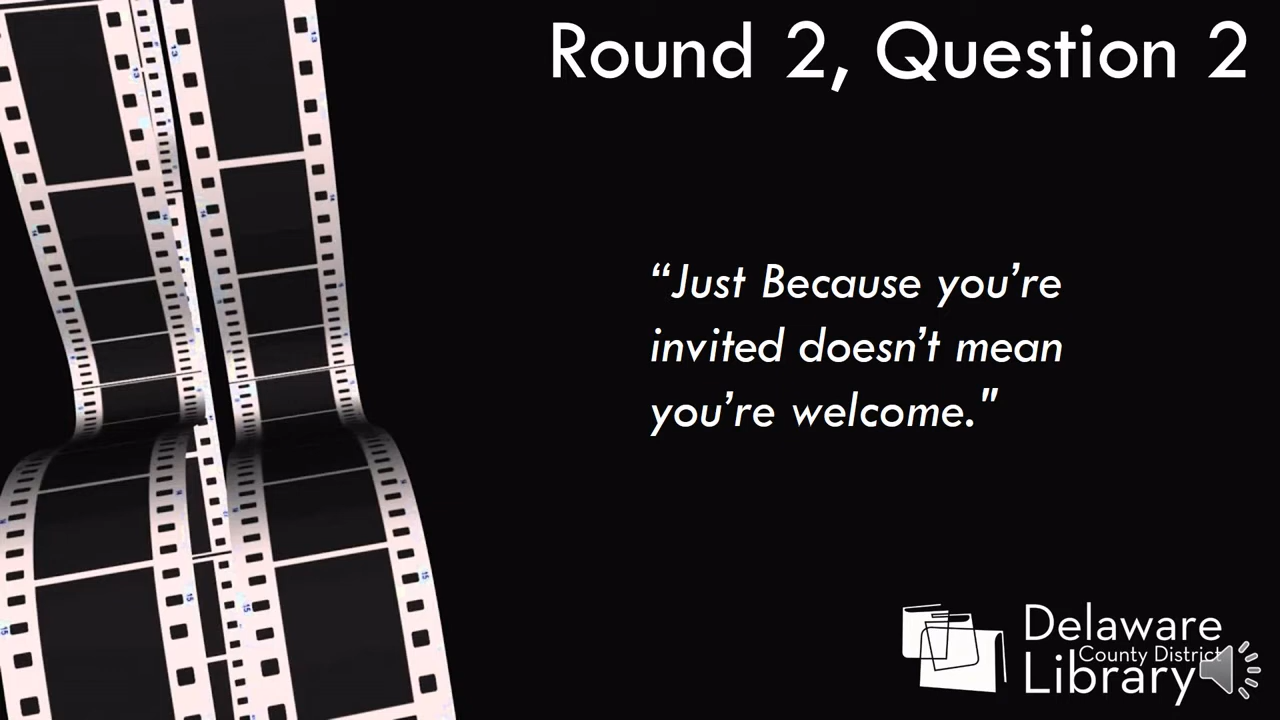 Round 2, Question 2
“Just Because you’re
invited doesn’t mean
you’re welcome."
Delaware
County District
Library